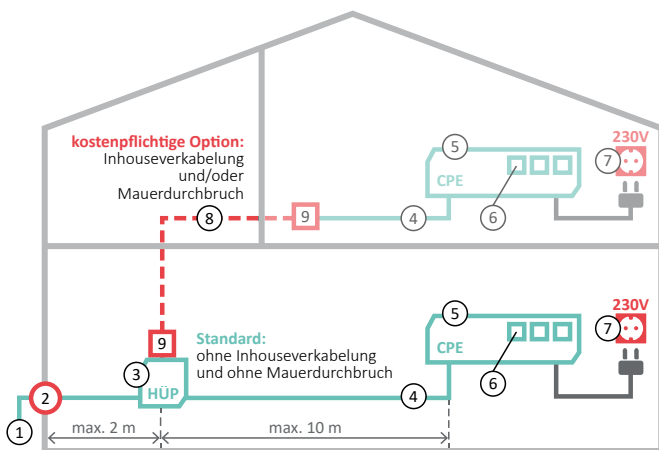 kostenpflichtige Option:
Inhouseverkabelung
und/oder
Mauerdurchbruch
8
9
4
5
CPE
6
230V
7
9
3
HÜP
Standard:
ohne Inhouseverkabelung
und ohne Mauerdurchbruch
4
5
CPE
6
230V
7
2
1
max. 2 m
max. 10 m